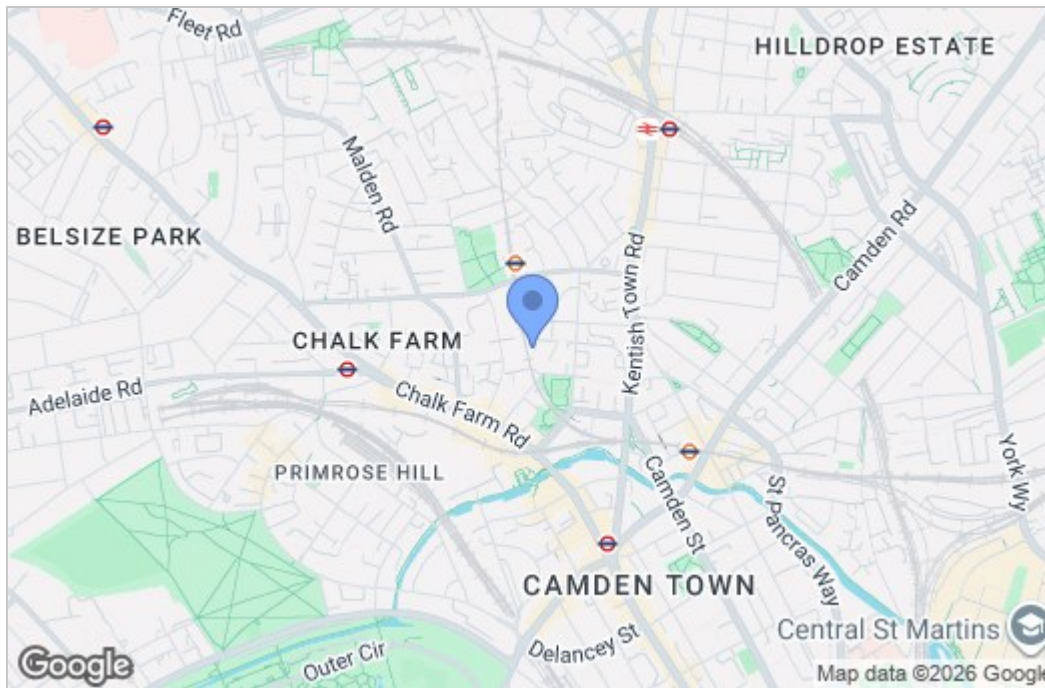 Fleet Rd
HILLDROP ESTATE
Malden Rd
BELSIZE PARK
Camden Rd
Kentish Town Rd
CHALK FARM
Adelaide Rd
Chalk Farm Rd
PRIMROSE HILL
York Wy
Camden St
St Pancras Way
CAMDEN TOWN
Central St Martins
Delancey St
Outer Cir
Google
Map data ©2026 Google